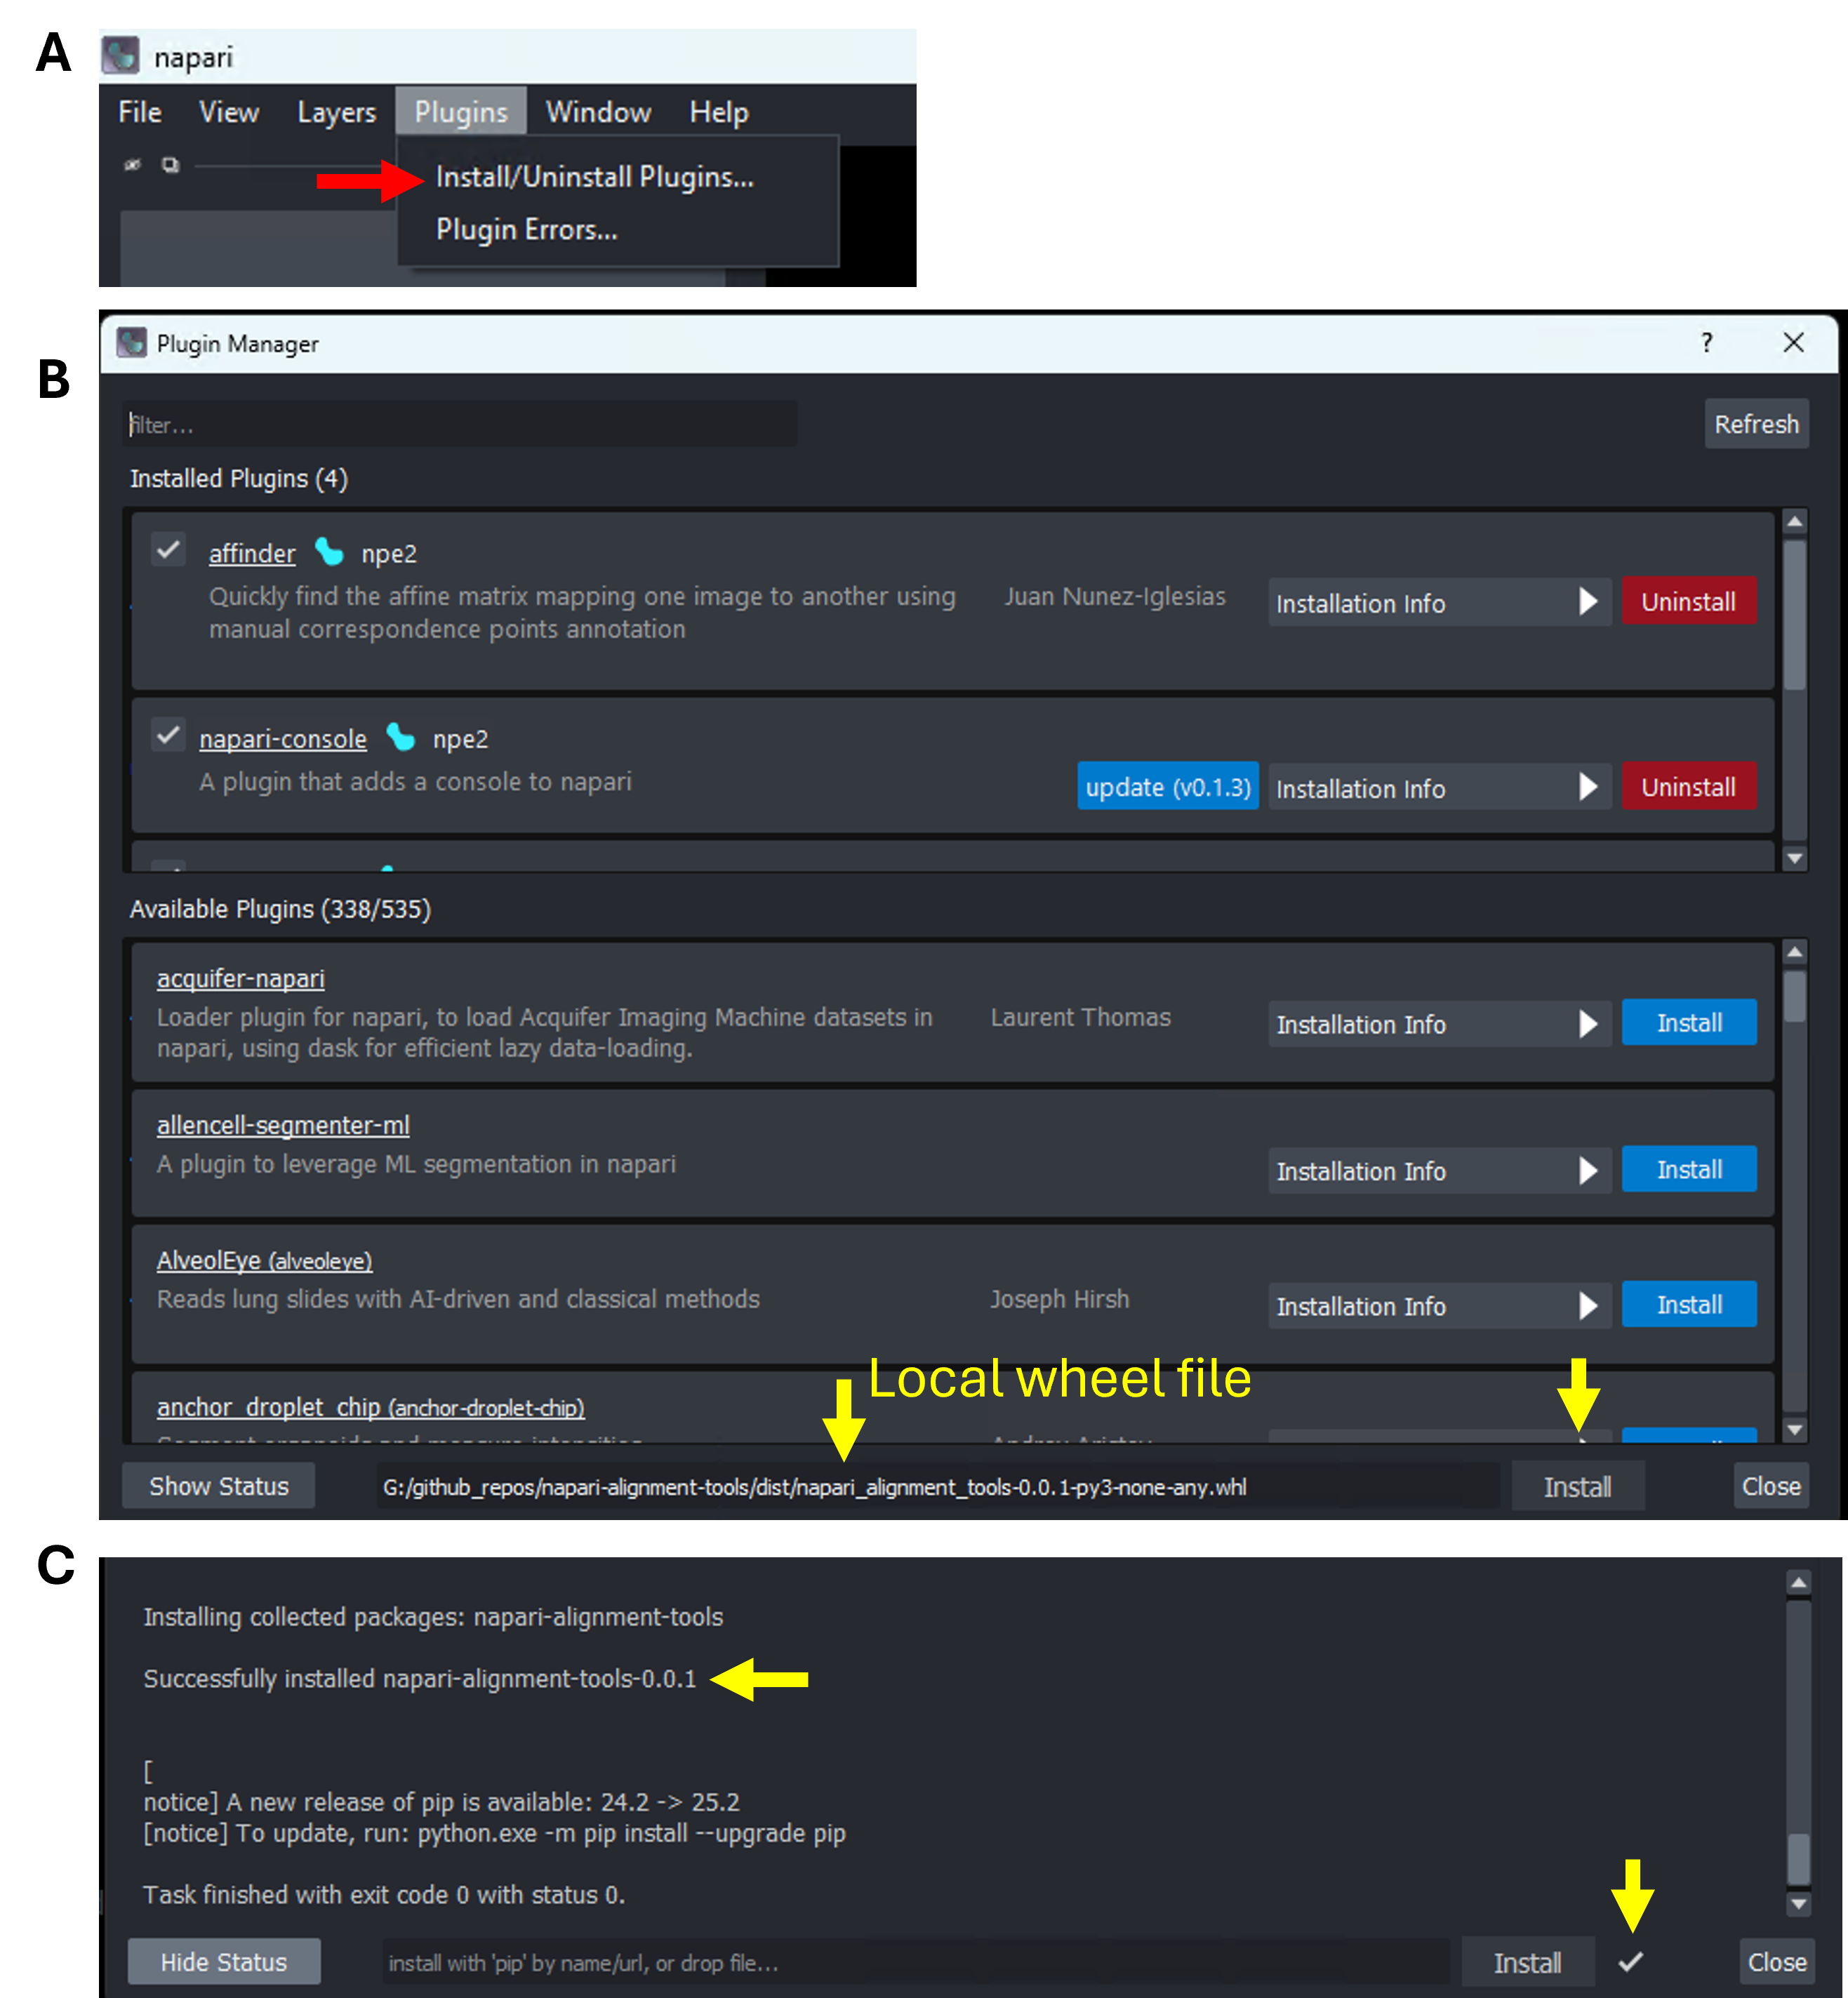 A
napari
File View Layers Plugins Window Help
Install/Uninstall Plugins...
Plugin Errors...
B
Plugin Manager ?
filter...
Refresh
Installed Plugins (4)
affinder npe2
Quickly find the affine matrix mapping one image to another using
manual correspondence points annotation
Juan Nunez-Iglesias
Installation Info
Uninstall
napari-console npe2
A plugin that adds a console to napari
update (v0.1.3)
Installation Info
Uninstall
Available Plugins (338/535)
acquifer-napari
Loader plugin for napari, to load Acquifer Imaging Machine datasets in
napari, using dask for efficient lazy data-loading.
Laurent Thomas
Installation Info
Install
allencell-segmenter-ml
A plugin to leverage ML segmentation in napari
Installation Info
Install
AlveolEye (alveoleye)
Reads lung slides with AI-driven and classical methods
Joseph Hirsh
Installation Info
Install
Local wheel file
anchor_droplet_chip (anchor-droplet-chip)
Show Status
G:/github_repos/napari-alignment-tools/dist/napari_alignment_tools-0.0.1-py3-none-any.whl
Install
Close
C
Installing collected packages: napari-alignment-tools
Successfully installed napari-alignment-tools-0.0.1
[
notice] A new release of pip is available: 24.2 -> 25.2
[notice] To update, run: python.exe -m pip install --upgrade pip
Task finished with exit code 0 with status 0.
Hide Status
install with 'pip' by name/url, or drop file...
Install
Close